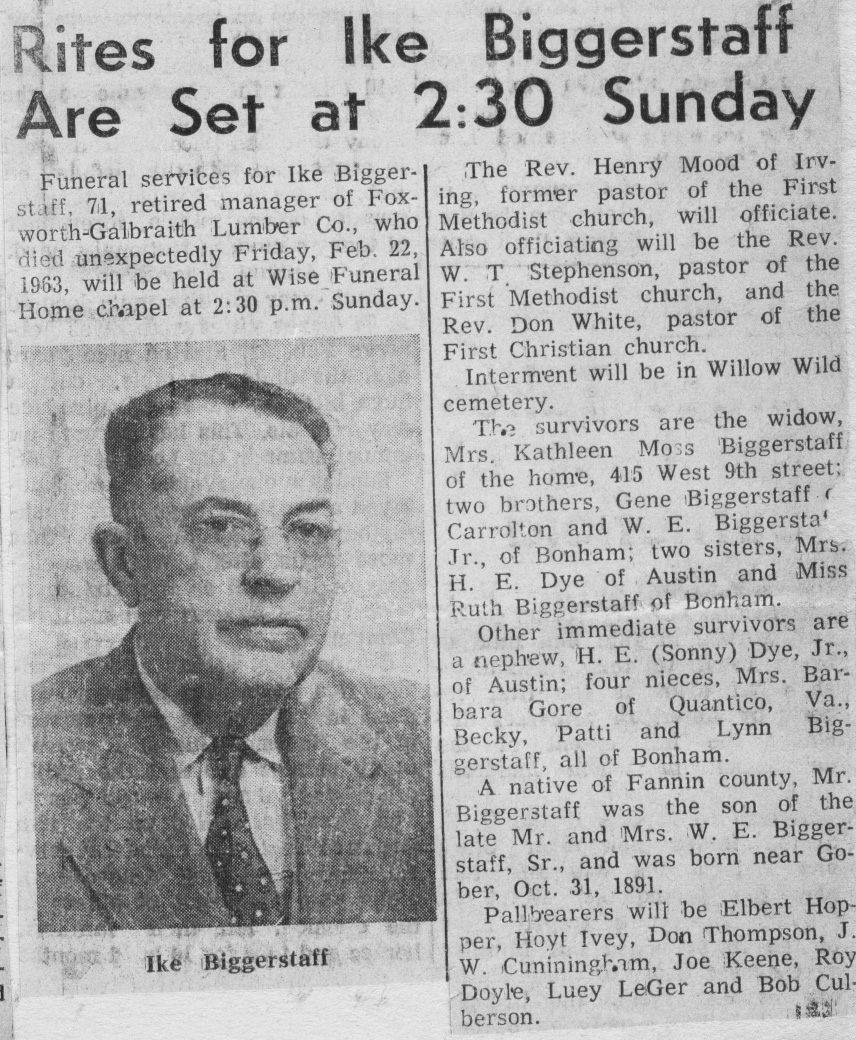 Rites for Ike Biggerstaff
Are Set at 2:30 Sunday
Funeral services for Ike Bigger-
staff, 71, retired manager of Fox-
worth-Galbraith Lumber Co., who
died unexpectedly Friday, Feb. 22,
1963, will be held at Wise Funeral
Home chapel at 2:30 p.m. Sunday.
Ike Biggerstaff
The Rev. Henry Mood of Irv-
ing, former pastor of the First
Methodist church, will officiate.
Also officiating will be the Rev.
W. T. Stephenson, pastor of the
First Methodist church, and the
Rev. Don White, pastor of the
First Christian church.
Interment will be in Willow Wild
cemetery.
The survivors are the widow,
Mrs. Kathleen Moss Biggerstaff
of the home, 415 West 9th street;
two brothers, Gene Biggerstaff
Carrolton and W. E. Biggersta
Jr., of Bonham; two sisters, Mrs.
H. E. Dye of Austin and Miss
Ruth Biggerstaff of Bonham.
Other immediate survivors are
a nephew, H. E. (Sonny) Dye, Jr.,
of Austin; four nieces, Mrs. Bar-
bara Gore of Quantico, Va.,
Becky, Patti and Lynn Big-
gerstaff, all of Bonham.
A native of Fannin county, Mr.
Biggerstaff was the son of the
late Mr. and Mrs. W. E. Bigger-
staff, Sr., and was born near Go-
ber, Oct. 31, 1891.
Pallbearers will be Elbert Hop-
per, Hoyt Ivey, Don Thompson, J.
W. Cuniningham, Joe Keene, Roy
Doyle, Luey LeGer and Bob Cul-
berson.